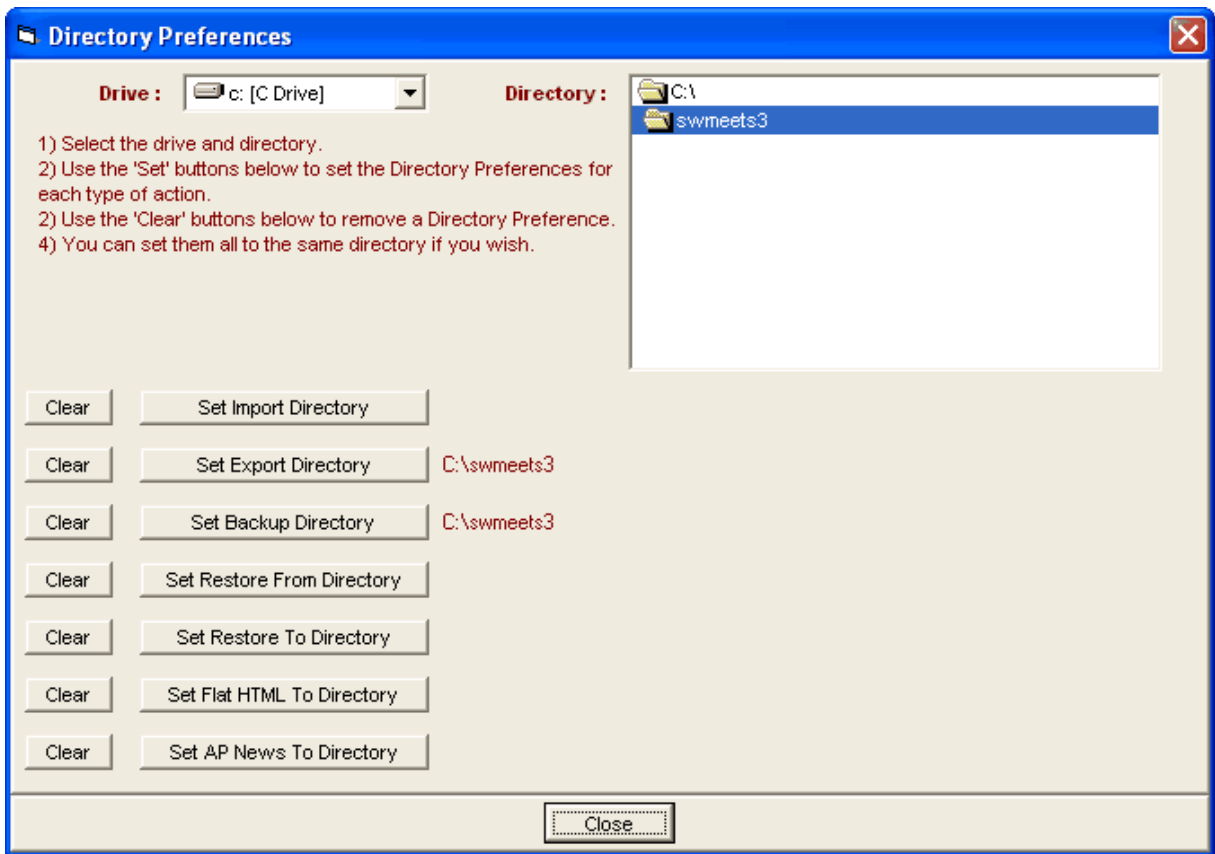 Directory Preferences
Drive :
c: [C Drive]
Directory :
C:\
swmeets3
1) Select the drive and directory.
2) Use the 'Set' buttons below to set the Directory Preferences for
each type of action.
2) Use the 'Clear' buttons below to remove a Directory Preference.
4) You can set them all to the same directory if you wish.
Clear
Set Import Directory
Clear
Set Export Directory
C:\swmeets3
Clear
Set Backup Directory
C:\swmeets3
Clear
Set Restore From Directory
Clear
Set Restore To Directory
Clear
Set Flat HTML To Directory
Clear
Set AP News To Directory
Close